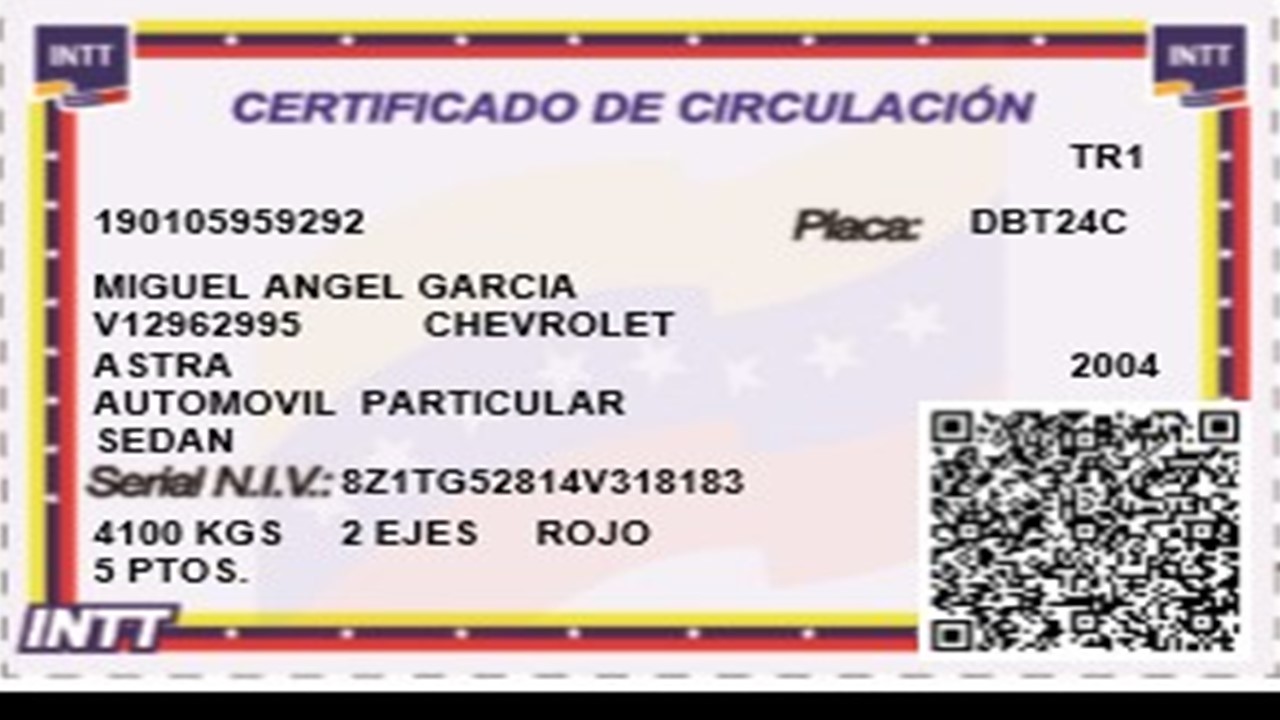 INTT INTT
CERTIFICADO DE CIRCULACIÓN
TR1
190105959292 Placa: DBT24C
MIGUEL ANGEL GARCIA
V12962995 CHEVROLET
ASTRA 2004
AUTOMOVIL PARTICULAR
SEDAN
Serial N.I.V.: 8Z1TG52814V318183
4100 KGS 2 EJES ROJO
5 PTOS.
INTT